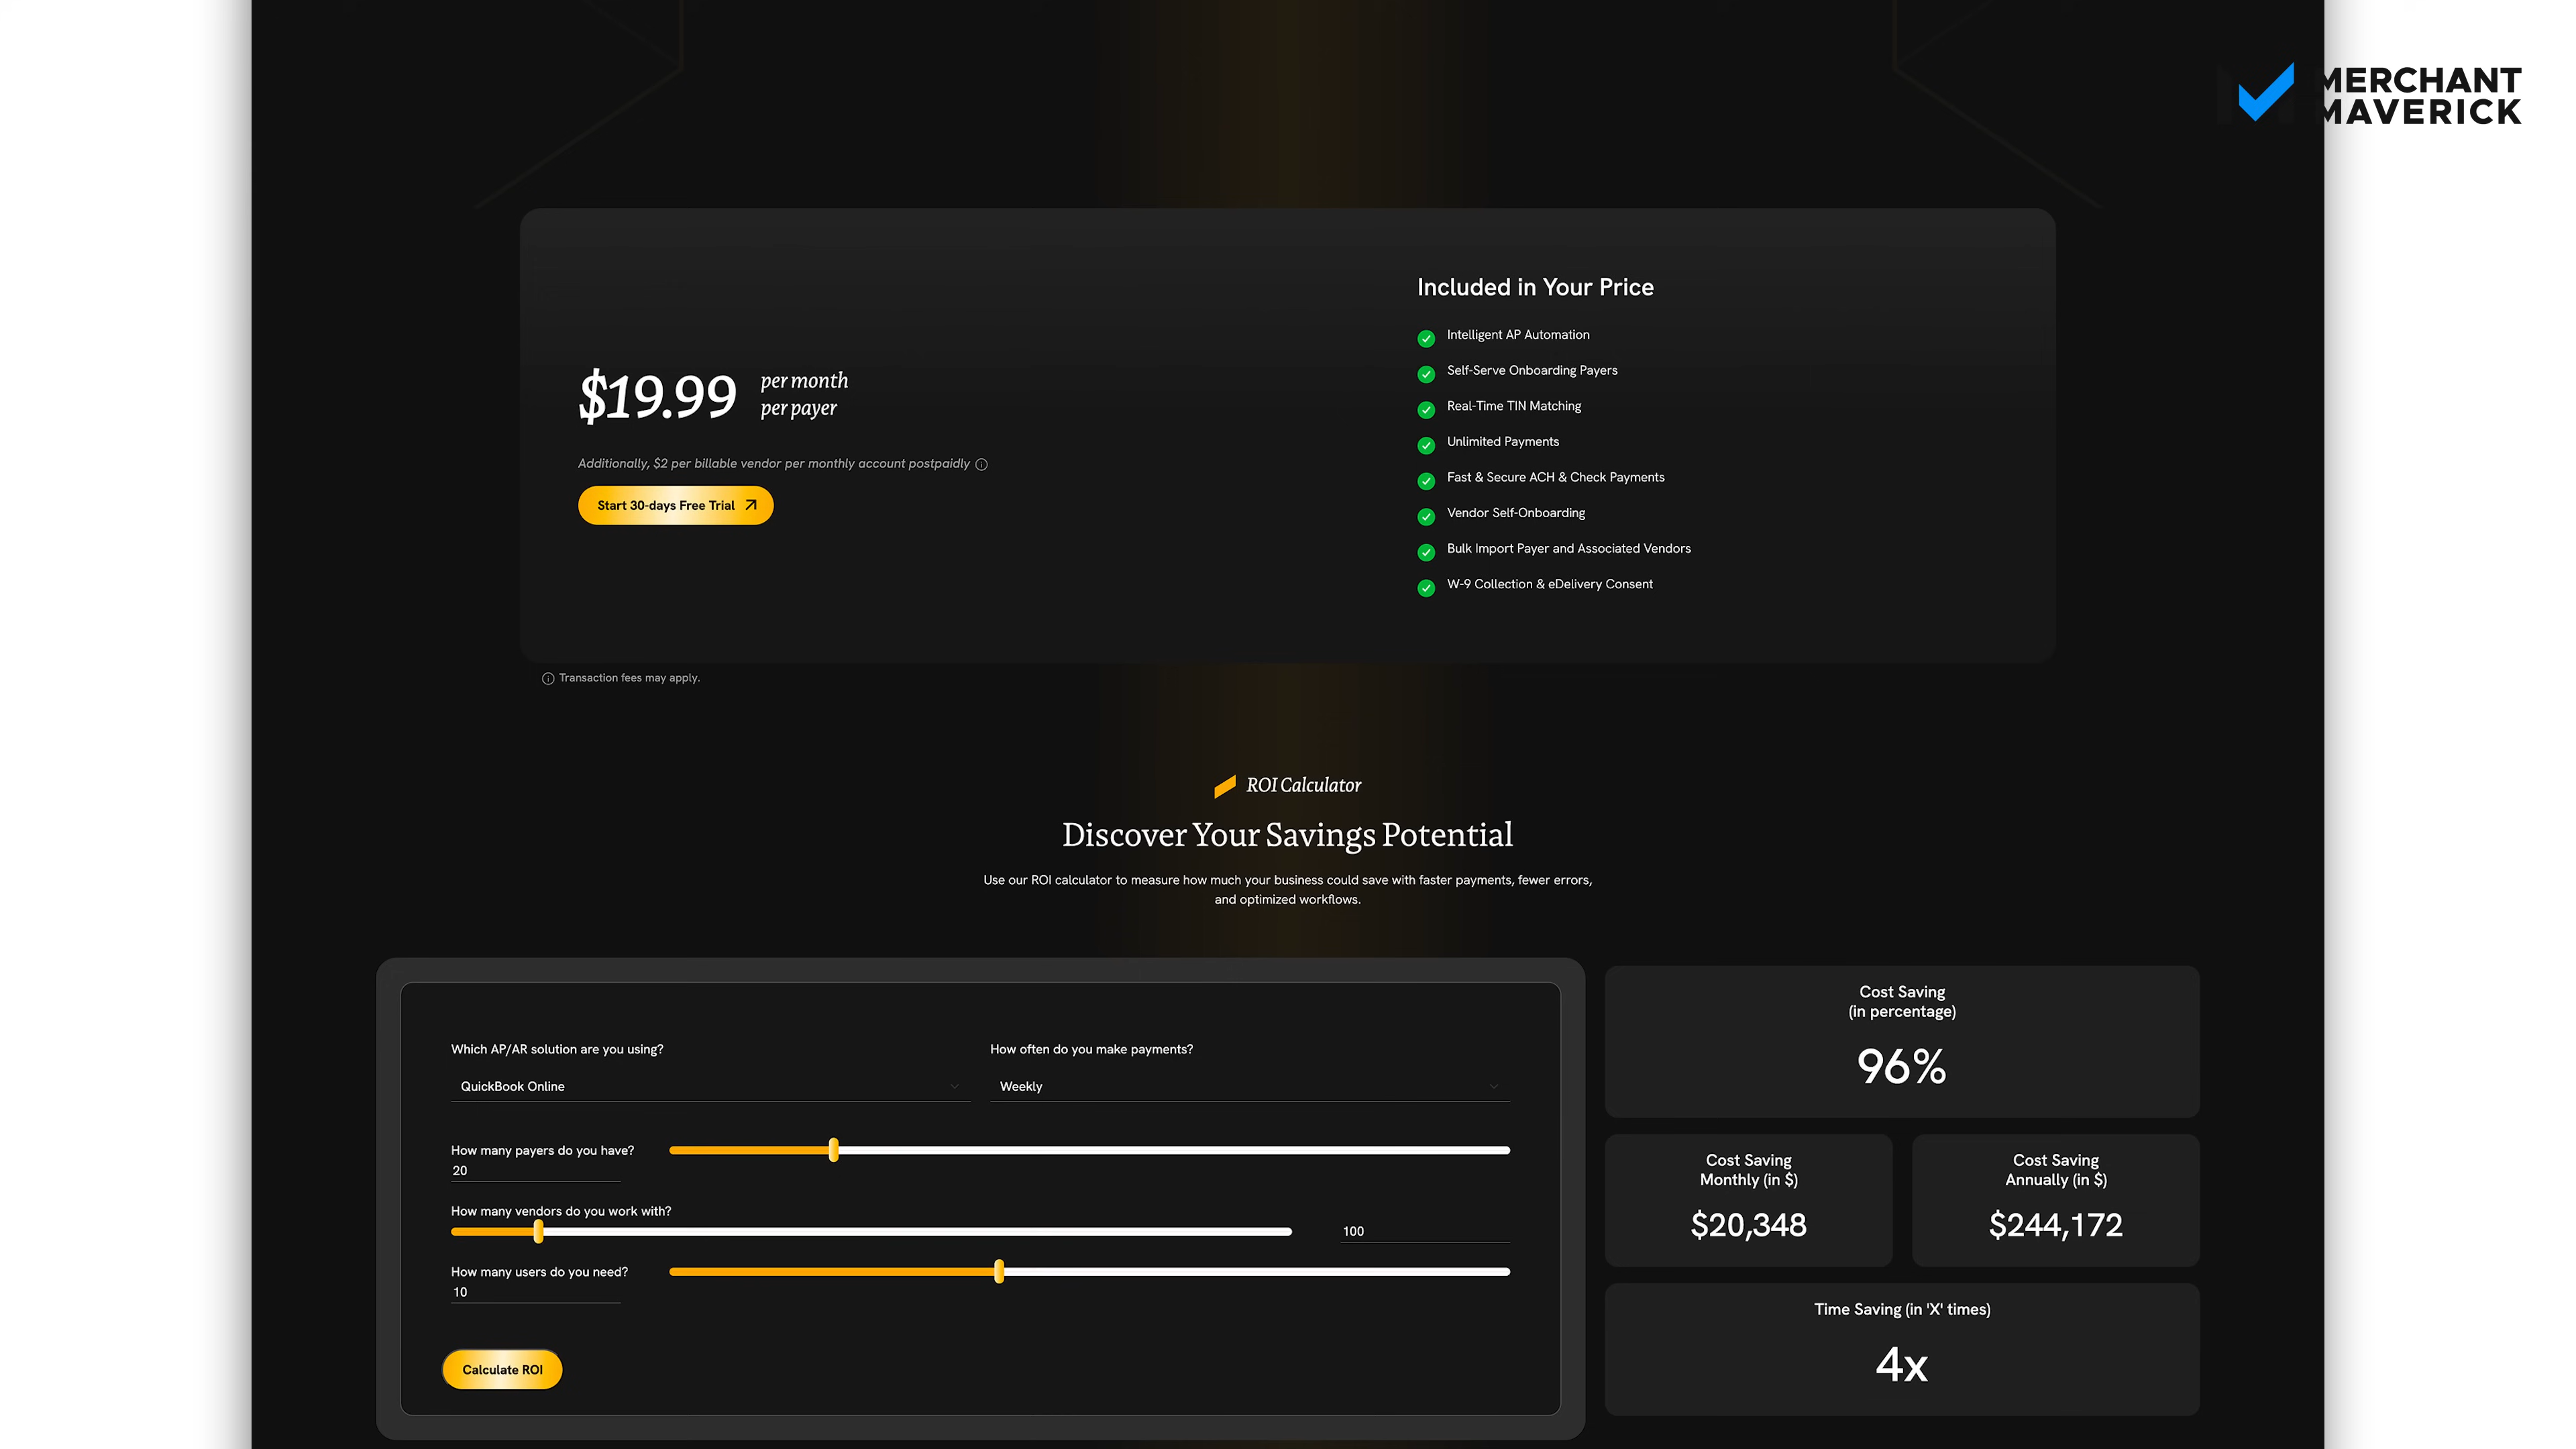 MERCHANT
MAVERICK
$19.99
per month
per payer
Additionally, $2 per billable vendor per monthly account postpaidly
Start 30-days Free Trial
Included in Your Price
Intelligent AP Automation
Self-Serve Onboarding Payers
Real-Time TIN Matching
Unlimited Payments
Fast & Secure ACH & Check Payments
Vendor Self-Onboarding
Bulk Import Payer and Associated Vendors
W-9 Collection & eDelivery Consent
Transaction fees may apply.
ROI Calculator
Discover Your Savings Potential
Use our ROI calculator to measure how much your business could save with faster payments, fewer errors,
and optimized workflows.
Which AP/AR solution are you using?
QuickBook Online
How often do you make payments?
Weekly
How many payers do you have?
20
How many vendors do you work with?
100
How many users do you need?
10
Calculate ROI
Cost Saving
(in percentage)
96%
Cost Saving
Monthly (in $)
$20,348
Cost Saving
Annually (in $)
$244,172
Time Saving (in 'X' times)
4x